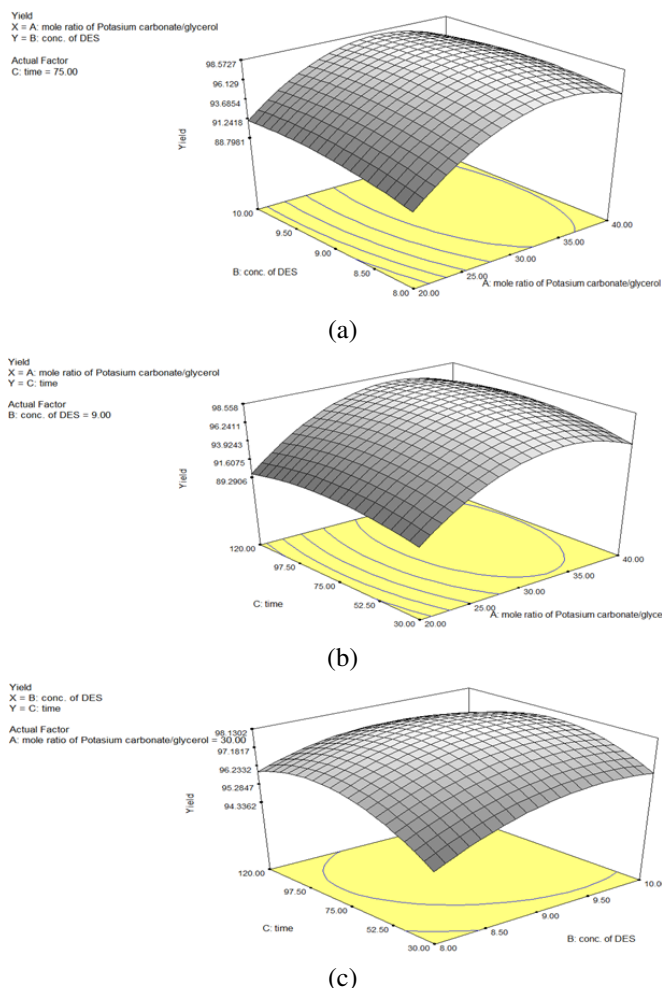 Yield
X = A: mole ratio of Potasium carbonate/glycerol
Y = B: conc. of DES
Actual Factor
C: time = 75.00
98.5727
96.129
93.6854
91.2418
88.7981
Yield
10.00
9.50
9.00
8.50
8.00
B: conc. of DES
20.00
25.00
30.00
35.00
40.00
A: mole ratio of Potasium carbonate/glycerol
(a)
Yield
X = A: mole ratio of Potasium carbonate/glycerol
Y = C: time
Actual Factor
B: conc. of DES = 9.00
98.558
96.2411
93.9243
91.6075
89.2906
Yield
120.00
97.50
75.00
52.50
30.00
C: time
20.00
25.00
30.00
35.00
40.00
A: mole ratio of Potasium carbonate/glyce
(b)
Yield
X = B: conc. of DES
Y = C: time
Actual Factor
A: mole ratio of Potasium carbonate/glycerol = 30.00
98.1302
97.1817
96.2332
95.2847
94.3362
Yield
120.00
97.50
75.00
52.50
30.00
C: time
8.00
8.50
9.00
9.50
10.00
B: conc. of DES
(c)